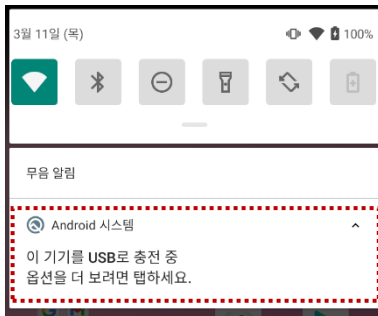 3월 11일 (목) 100%
무음 알림
Android 시스템
이 기기를 USB로 충전 중
옵션을 더 보려면 탭하세요.